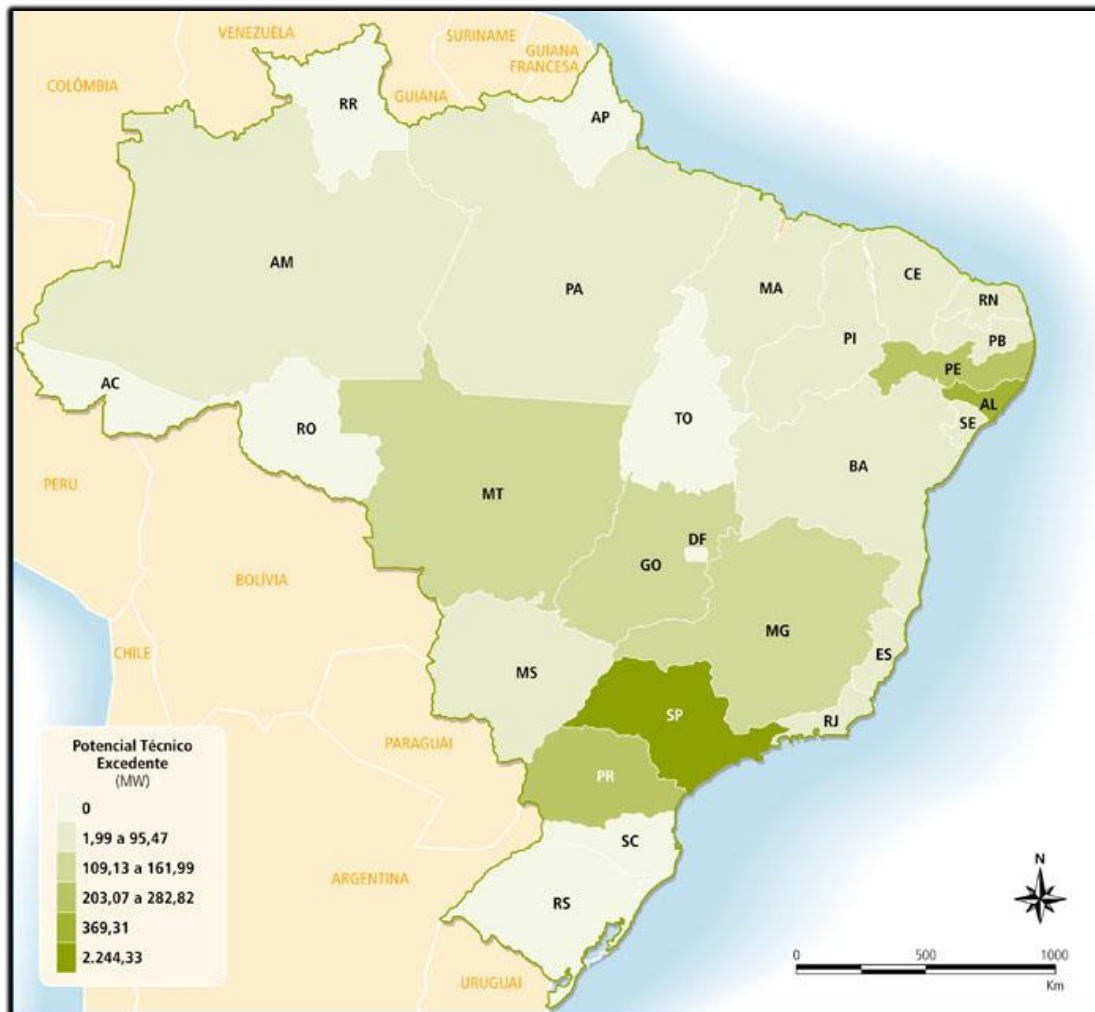 VENEZUELA
SURINAME
GUIANA
FRANCESA
COLÔMBIA
GUIANA
RR
AP
AM
PA
MA
CE
RN
PB
PI
PE
AL
SE
AC
RO
TO
BA
PERU
MT
DF
GO
BOLÍVIA
MG
ES
CHILE
MS
SP
RJ
PARAGUAI
PR
SC
ARGENTINA
RS
URUGUAI
Potencial Técnico
Excedente
(MW)
0
1,99 a 95,47
109,13 a 161,99
203,07 a 282,82
369,31
2.244,33
N
0 500 1000
Km